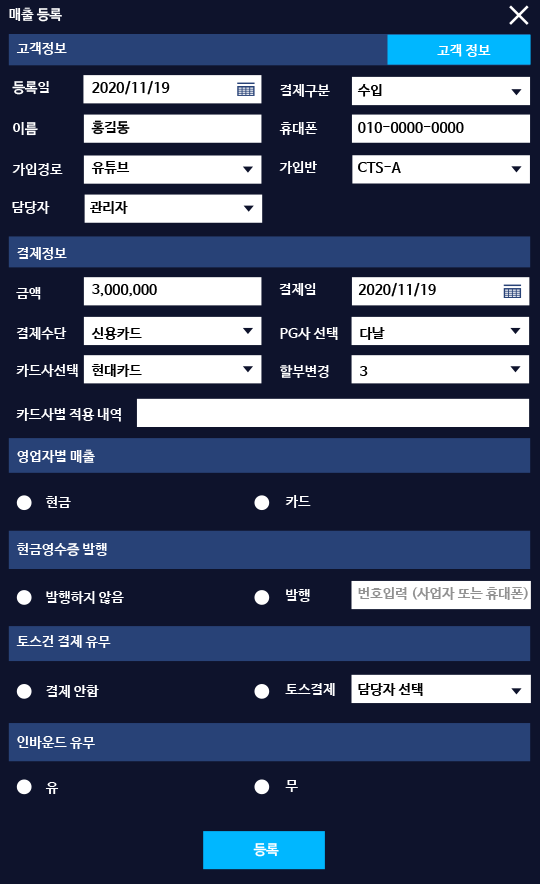 매출 등록
고객정보 고객 정보
등록일 2020/11/19 결제구분 수입
이름 홍길동 휴대폰 010-0000-0000
가입경로 유튜브 가입반 CTS-A
담당자 관리자
결제정보
금액 3,000,000 결제일 2020/11/19
결제수단 신용카드 PG사 선택 다날
카드사선택 현대카드 할부변경 3
카드사별 적용 내역
영업자별 매출
현금 카드
현금영수증 발행
발행하지 않음 발행 번호입력 (사업자 또는 휴대폰)
토스건 결제 유무
결제 안함 토스결제 담당자 선택
인바운드 유무
유 무
등록